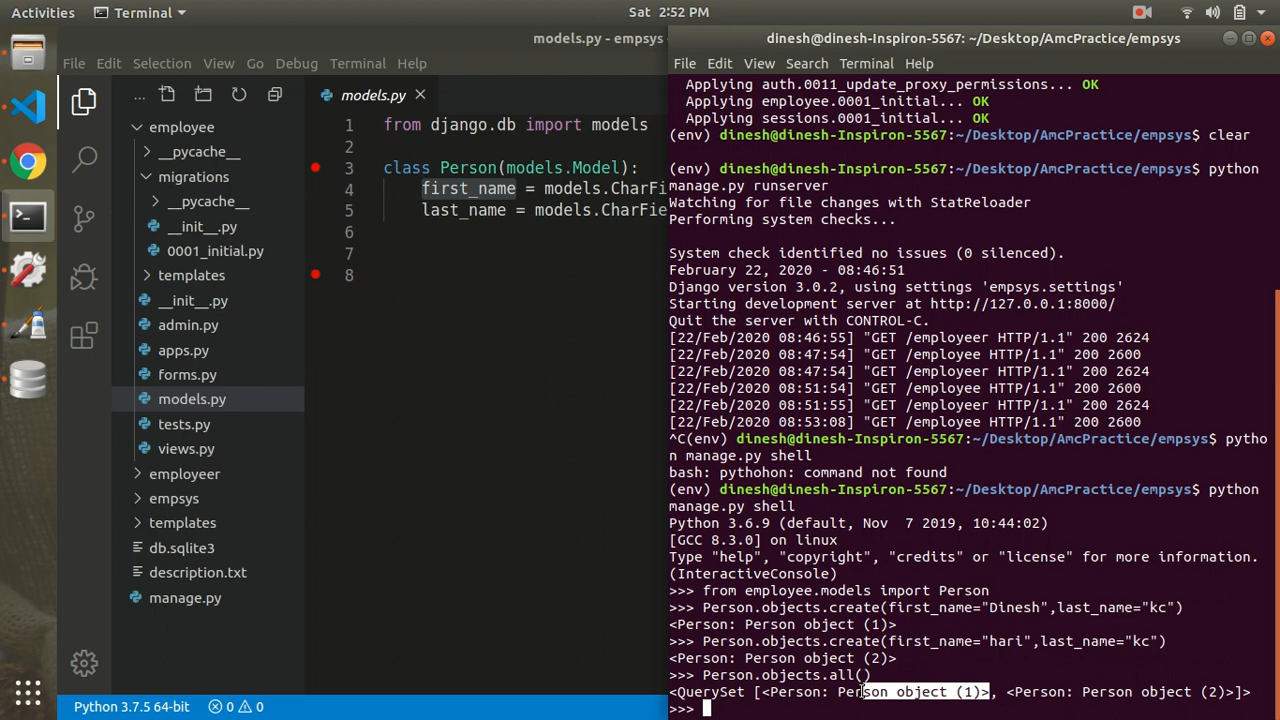 Activities
Terminal
Sat 2:52 PM
models.py - empsys -
File Edit Selection View Go Debug Terminal Help
...
employee
__pycache__
migrations
__pycache__
__init__.py
0001_initial.py
templates
__init__.py
admin.py
apps.py
forms.py
models.py
tests.py
views.py
employeer
empsys
templates
db.sqlite3
description.txt
manage.py
models.py
1 from django.db import models
2
3 class Person(models.Model):
4 first_name = models.CharFi
5 last_name = models.CharFie
6
7
8
Python 3.7.5 64-bit
0 0
dinesh@dinesh-Inspiron-5567: ~/Desktop/AmcPractice/empsys
File Edit View Search Terminal Help
Applying auth.0011_update_proxy_permissions... OK
Applying employee.0001_initial... OK
Applying sessions.0001_initial... OK
(env) dinesh@dinesh-Inspiron-5567:~/Desktop/AmcPractice/empsys$ clear
(env) dinesh@dinesh-Inspiron-5567:~/Desktop/AmcPractice/empsys$ python
manage.py runserver
Watching for file changes with StatReloader
Performing system checks...
System check identified no issues (0 silenced).
February 22, 2020 - 08:46:51
Django version 3.0.2, using settings 'empsys.settings'
Starting development server at http://127.0.0.1:8000/
Quit the server with CONTROL-C.
[22/Feb/2020 08:46:55] "GET /employeer HTTP/1.1" 200 2624
[22/Feb/2020 08:47:54] "GET /employee HTTP/1.1" 200 2600
[22/Feb/2020 08:47:54] "GET /employeer HTTP/1.1" 200 2624
[22/Feb/2020 08:51:54] "GET /employee HTTP/1.1" 200 2600
[22/Feb/2020 08:51:55] "GET /employeer HTTP/1.1" 200 2624
[22/Feb/2020 08:53:08] "GET /employee HTTP/1.1" 200 2600
^C(env) dinesh@dinesh-Inspiron-5567:~/Desktop/AmcPractice/empsys$ pytho
n manage.py shell
bash: pythohon: command not found
(env) dinesh@dinesh-Inspiron-5567:~/Desktop/AmcPractice/empsys$ python
manage.py shell
Python 3.6.9 (default, Nov  7 2019, 10:44:02)
[GCC 8.3.0] on linux
Type "help", "copyright", "credits" or "license" for more information.
(InteractiveConsole)
>>> from employee.models import Person
>>> Person.objects.create(first_name="Dinesh",last_name="kc")
<Person: Person object (1)>
>>> Person.objects.create(first_name="hari",last_name="kc")
<Person: Person object (2)>
>>> Person.objects.all()
<QuerySet [<Person: Person object (1)>, <Person: Person object (2)>]>
>>>